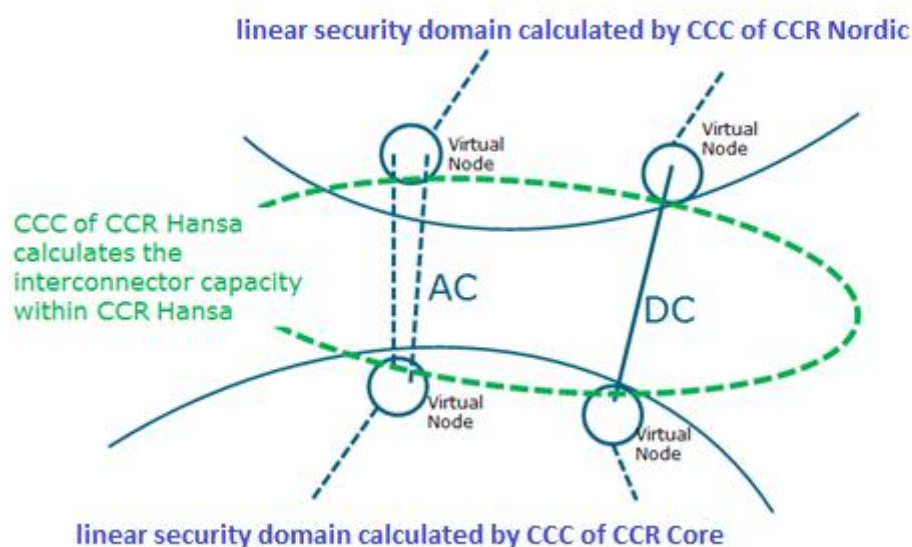 linear security domain calculated by CCC of CCR Nordic
Virtual
Node
Virtual
Node
CCC of CCR Hansa
calculates the
interconnector capacity
within CCR Hansa
AC
DC
Virtual
Node
Virtual
Node
linear security domain calculated by CCC of CCR Core